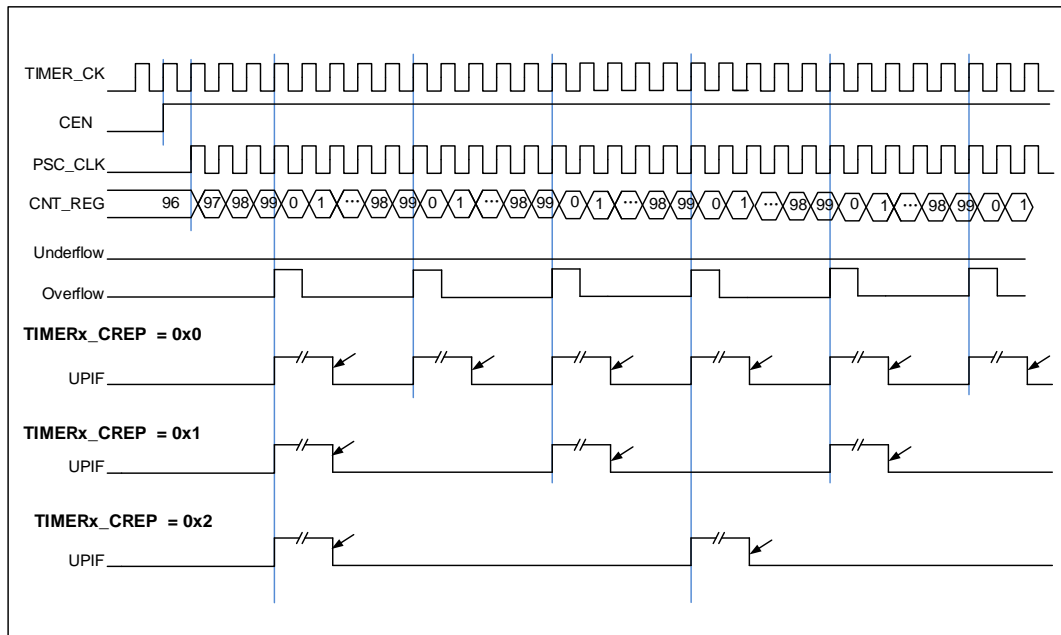 TIMER_CK
CEN
PSC_CLK
CNT_REG 96 97 98 99 0 1 ... 98 99 0 1 ... 98 99 0 1 ... 98 99 0 1 ... 98 99 0 1 ... 98 99 0 1
Underflow
Overflow
TIMERx_CREP = 0x0
UPIF
TIMERx_CREP = 0x1
UPIF
TIMERx_CREP = 0x2
UPIF